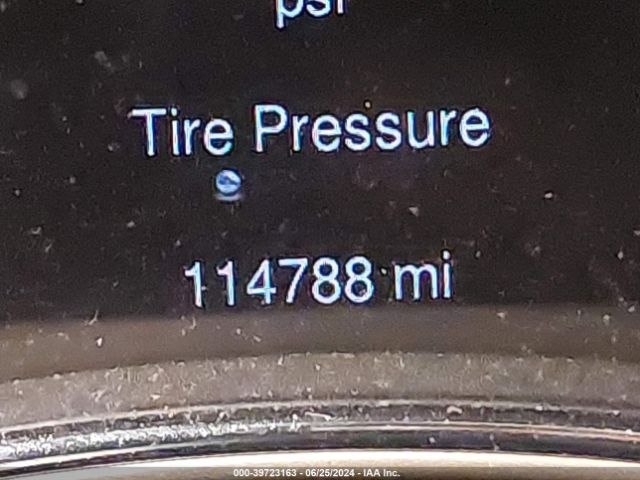 psi
Tire Pressure
114788 mi
000-39723163 - 06/25/2024 - IAA Inc.